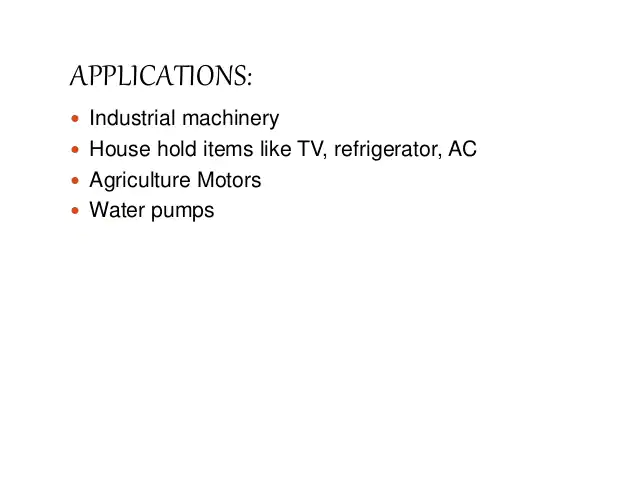 APPLICATIONS:
• Industrial machinery
• House hold items like TV, refrigerator, AC
• Agriculture Motors
• Water pumps